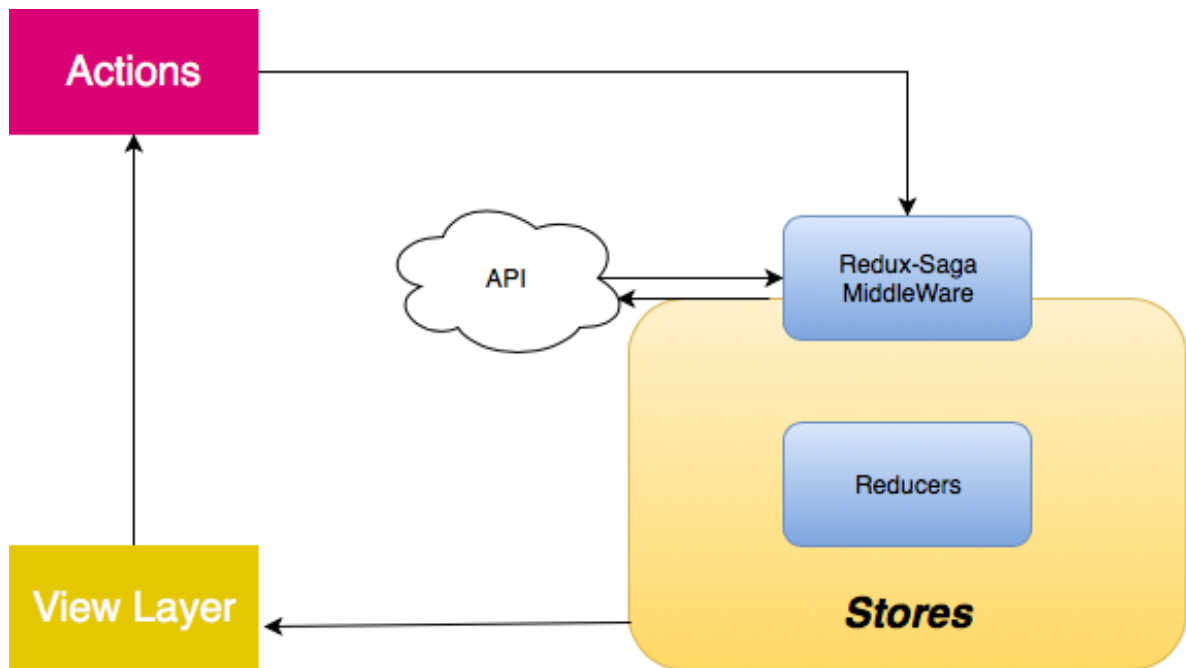 Actions
API
Redux-Saga
MiddleWare
Reducers
View Layer
Stores